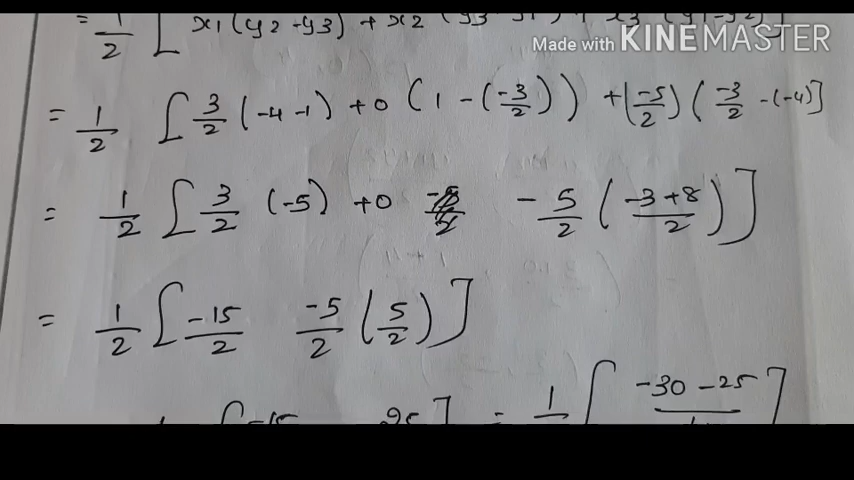 = 1/2 [ x1 (y2 - y3) + x2 (y3 - y1) + x3 (y1 - y2) ]
Made with KINEMASTER
= 1/2 [ 3/2 (-4 -1) + 0 ( 1 - (-3/2) ) + (-5/2) ( -3/2 - (-4) ]
= 1/2 [ 3/2 (-5) + 0 - 5/2 ( -3+8/2 ) ]
= 1/2 [ -15/2 -5/2 ( 5/2 ) ]
[ -15 25 ] = 1/2 [ -30 -25 ]